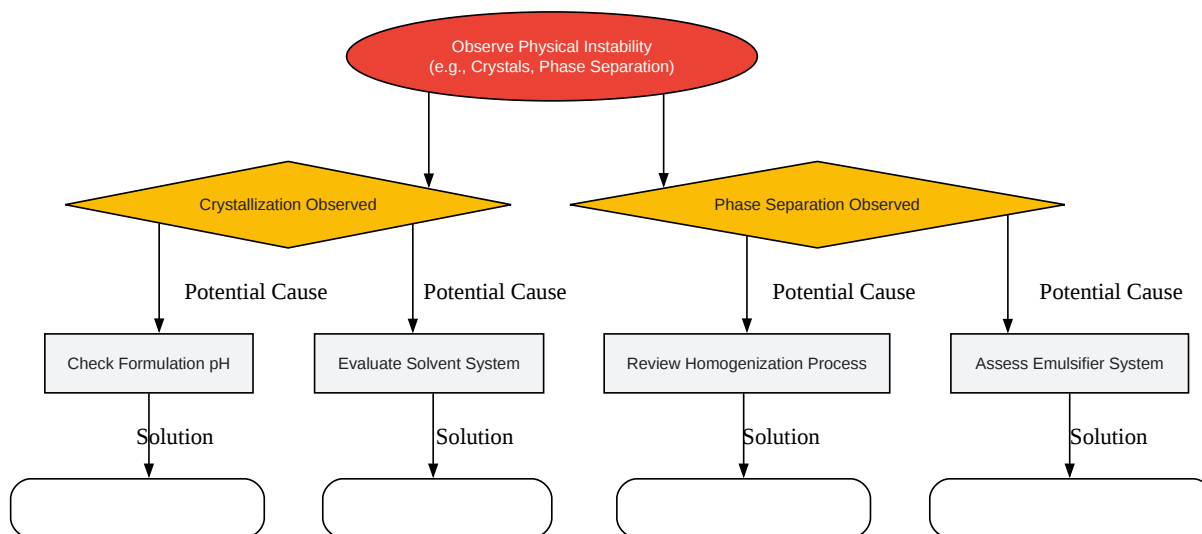 Observe Physical Instability
(e.g., Crystals, Phase Separation)
Crystallization Observed
Phase Separation Observed
Potential Cause
Potential Cause
Potential Cause
Potential Cause
Check Formulation pH
Evaluate Solvent System
Review Homogenization Process
Assess Emulsifier System
Solution
Solution
Solution
Solution